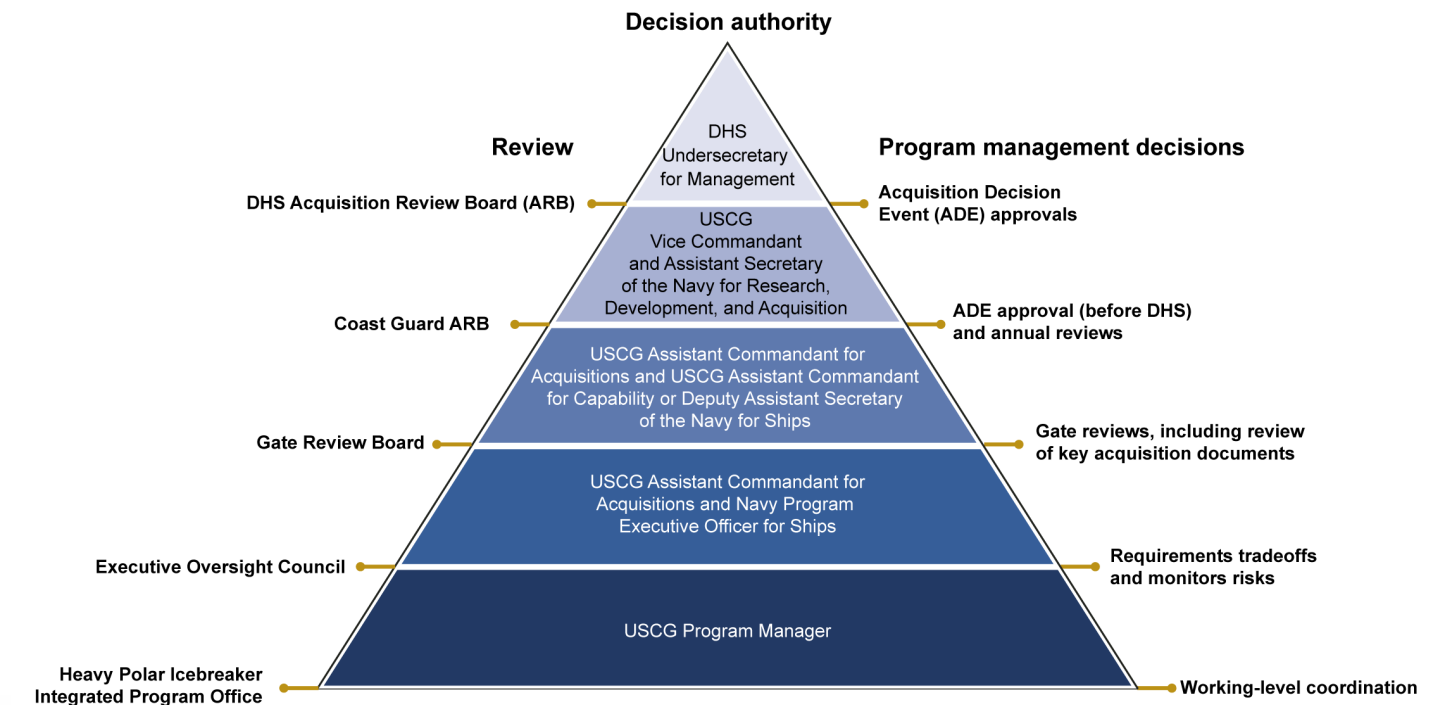 Decision authority
Review
Program management decisions
DHS
Undersecretary
for Management
DHS Acquisition Review Board (ARB)
Acquisition Decision
Event (ADE) approvals
USCG
Vice Commandant
and Assistant Secretary
of the Navy for Research,
Development, and Acquisition
Coast Guard ARB
ADE approval (before DHS)
and annual reviews
USCG Assistant Commandant for
Acquisitions and USCG Assistant Commandant
for Capability or Deputy Assistant Secretary
of the Navy for Ships
Gate Review Board
Gate reviews, including review
of key acquisition documents
USCG Assistant Commandant for
Acquisitions and Navy Program
Executive Officer for Ships
Executive Oversight Council
Requirements tradeoffs
and monitors risks
USCG Program Manager
Heavy Polar Icebreaker
Integrated Program Office
Working-level coordination